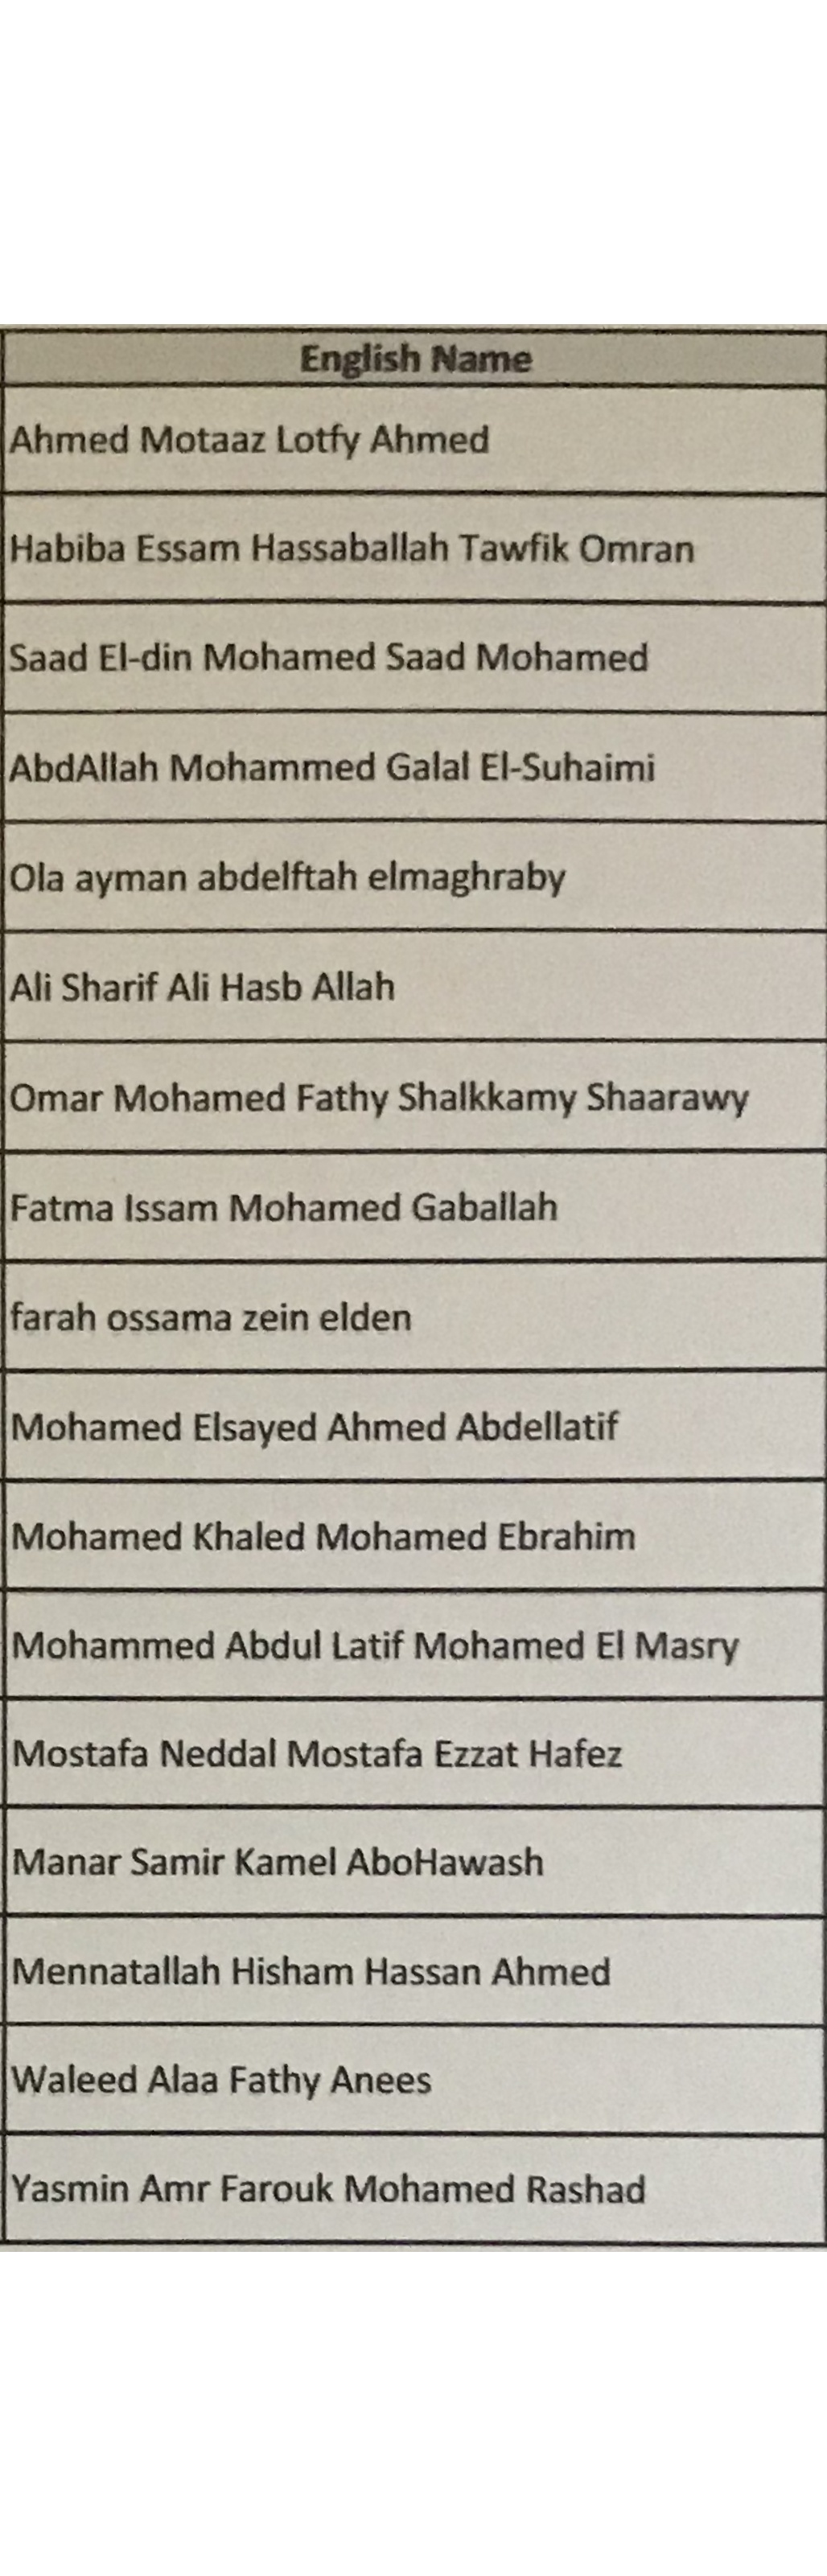 English Name
Ahmed Motaaz Lotfy Ahmed
Habiba Essam Hassaballah Tawfik Omran
Saad El-din Mohamed Saad Mohamed
AbdAllah Mohammed Galal El-Suhaimi
Ola ayman abdelftah elmaghraby
Ali Sharif Ali Hasb Allah
Omar Mohamed Fathy Shalkkamy Shaarawy
Fatma Issam Mohamed Gaballah
farah ossama zein elden
Mohamed Elsayed Ahmed Abdellatif
Mohamed Khaled Mohamed Ebrahim
Mohammed Abdul Latif Mohamed El Masry
Mostafa Neddal Mostafa Ezzat Hafez
Manar Samir Kamel AboHawash
Mennatallah Hisham Hassan Ahmed
Waleed Alaa Fathy Anees
Yasmin Amr Farouk Mohamed Rashad